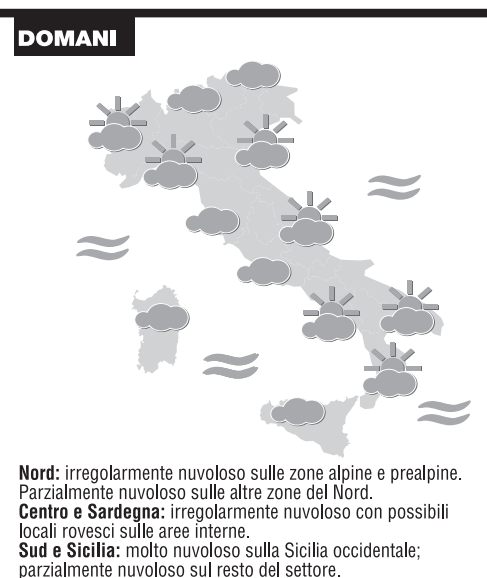 DOMANI
Nord: irregolarmente nuvoloso sulle zone alpine e prealpine.
Parzialmente nuvoloso sulle altre zone del Nord.
Centro e Sardegna: irregolarmente nuvoloso con possibili
locali rovesci sulle aree interne.
Sud e Sicilia: molto nuvoloso sulla Sicilia occidentale;
parzialmente nuvoloso sul resto del settore.